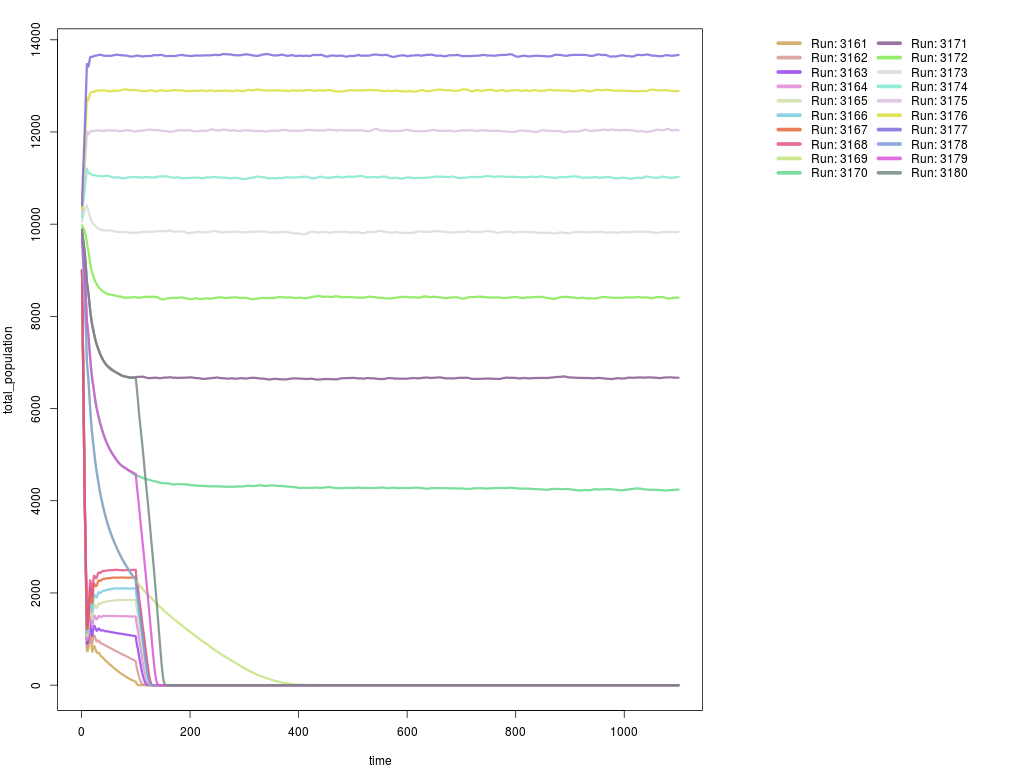 total_population
14000
12000
10000
8000
6000
4000
2000
0
0 200 400 600 800 1000
time
Run: 3161 Run: 3171
Run: 3162 Run: 3172
Run: 3163 Run: 3173
Run: 3164 Run: 3174
Run: 3165 Run: 3175
Run: 3166 Run: 3176
Run: 3167 Run: 3177
Run: 3168 Run: 3178
Run: 3169 Run: 3179
Run: 3170 Run: 3180